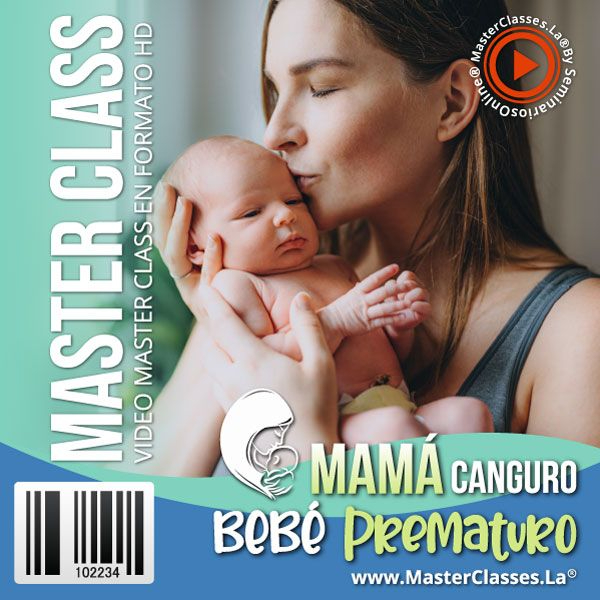 MASTER CLASS
VIDEO MASTER CLASS EN FORMATO HD
MasterClasses.La® By SeminariosOnline®
MAMÁ CANGURO
BEBÉ PREMATURO
102234
www.MasterClasses.La®